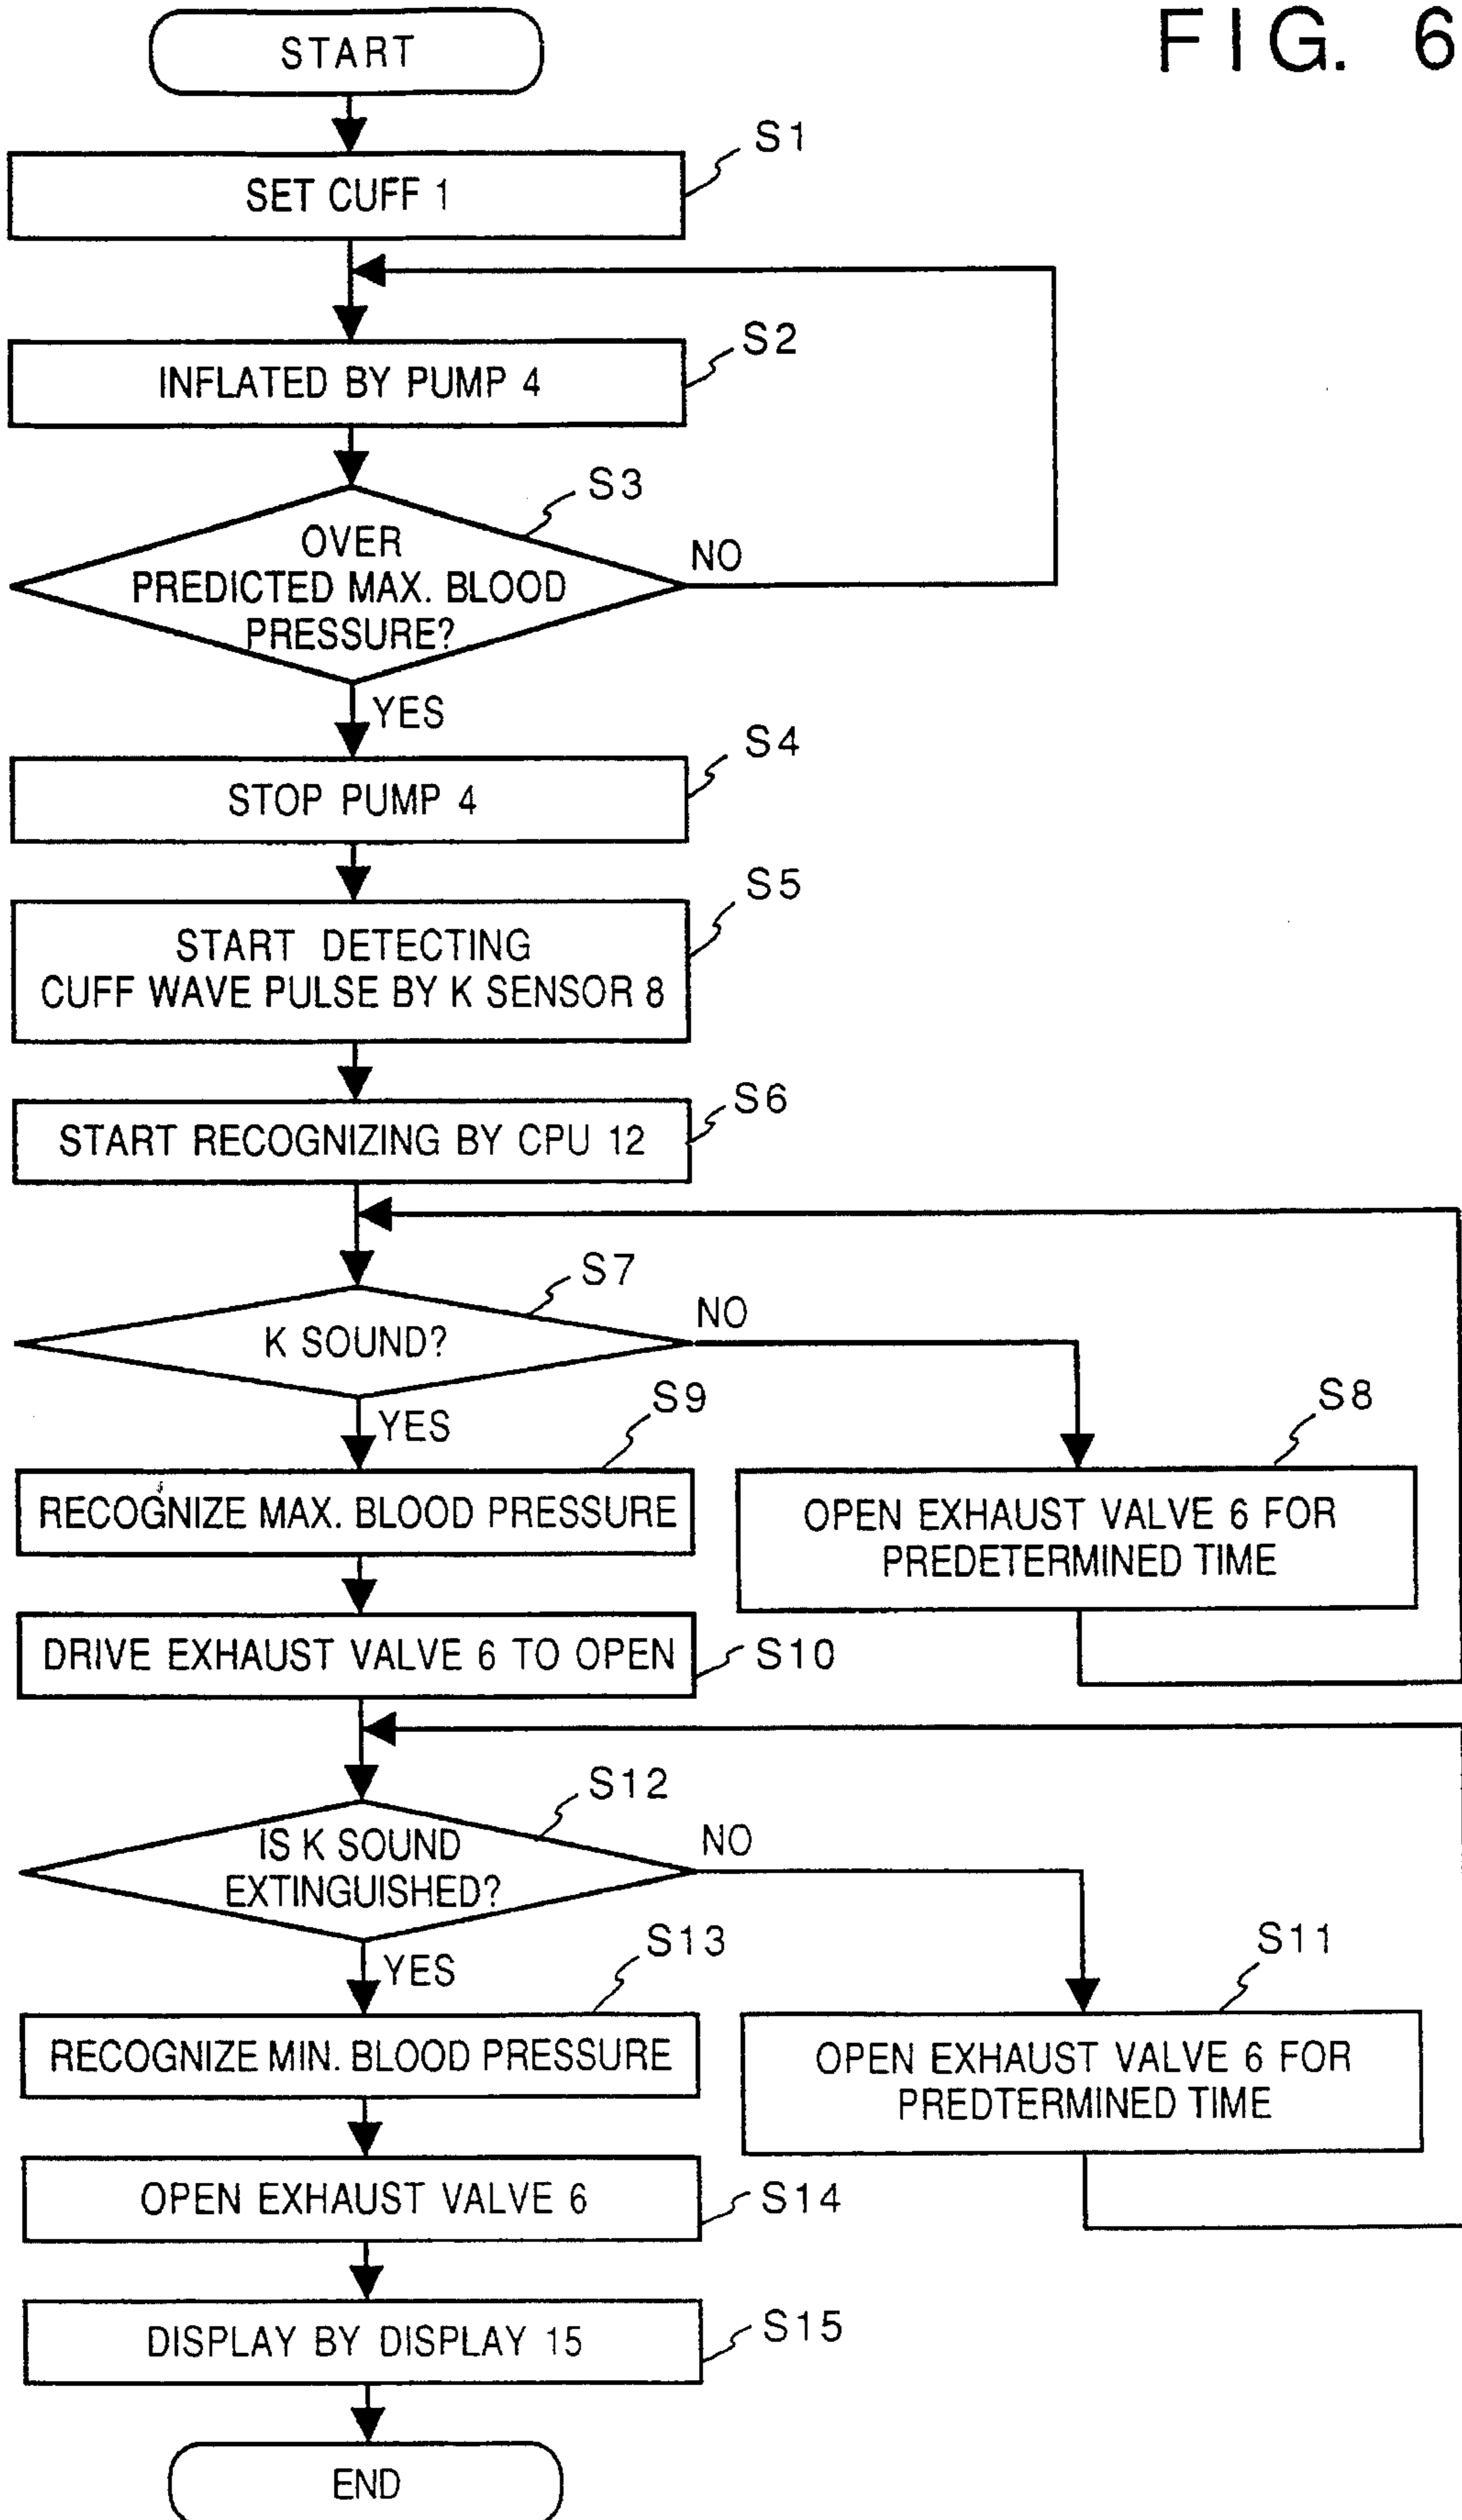 FIG. 6
START
S1
SET CUFF 1
S2
INFLATED BY PUMP 4
S3
OVER
PREDICTED MAX. BLOOD
PRESSURE?
NO
YES
S4
STOP PUMP 4
S5
START DETECTING
CUFF WAVE PULSE BY K SENSOR 8
S6
START RECOGNIZING BY CPU 12
S7
K SOUND?
NO
YES
S9
RECOGNIZE MAX. BLOOD PRESSURE
S8
OPEN EXHAUST VALVE 6 FOR
PREDETERMINED TIME
DRIVE EXHAUST VALVE 6 TO OPEN
S10
S12
IS K SOUND
EXTINGUISHED?
NO
YES
S13
RECOGNIZE MIN. BLOOD PRESSURE
S11
OPEN EXHAUST VALVE 6 FOR
PREDTERMINED TIME
OPEN EXHAUST VALVE 6
S14
DISPLAY BY DISPLAY 15
S15
END